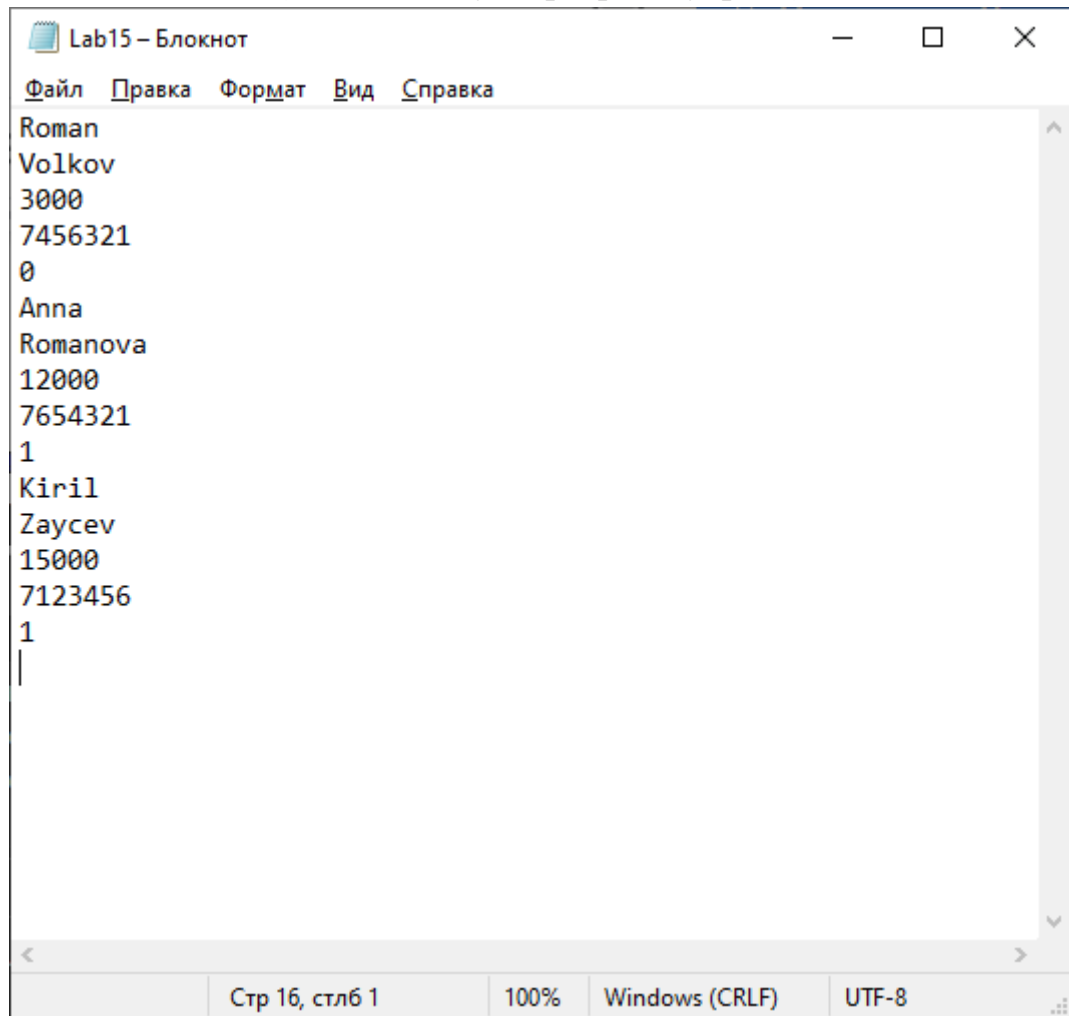 Lab15 – Блокнот
Файл Правка Формат Вид Справка
Roman
Volkov
3000
7456321
0
Anna
Romanova
12000
7654321
1
Kiril
Zaycev
15000
7123456
1
Стр 16, стлб 1 100% Windows (CRLF) UTF-8